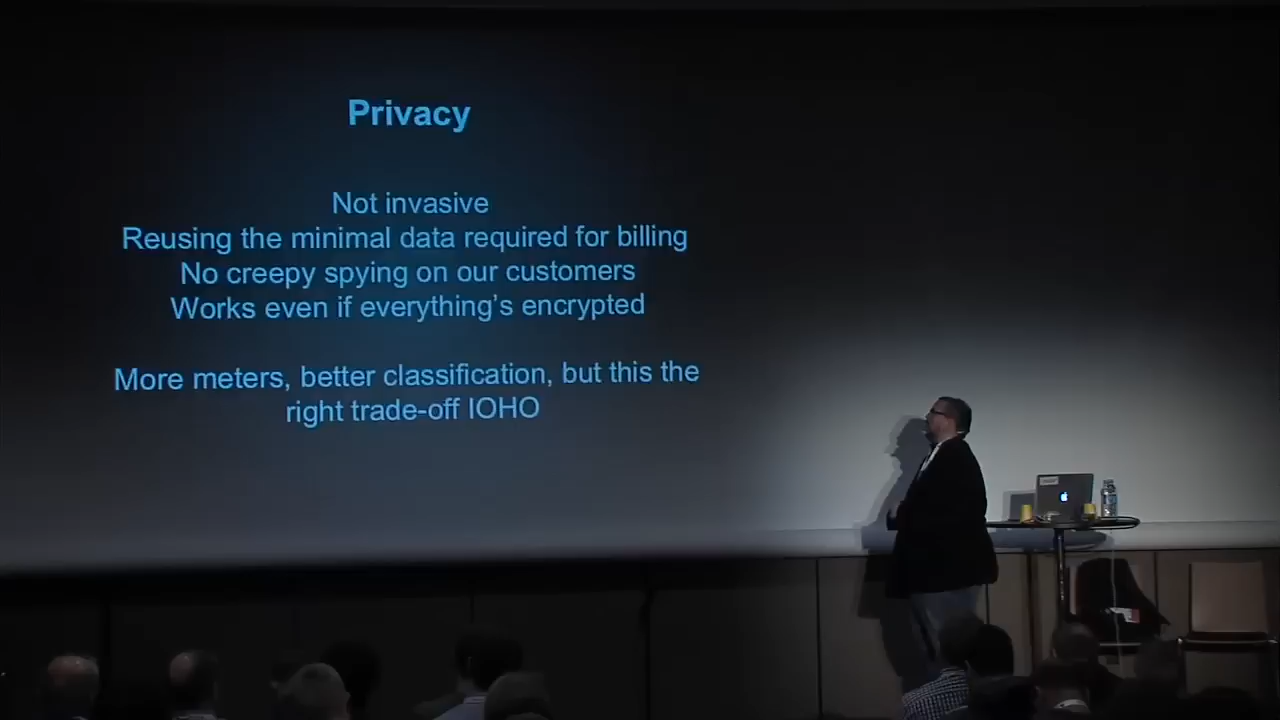 Privacy
Not invasive
Reusing the minimal data required for billing
No creepy spying on our customers
Works even if everything's encrypted
More meters, better classification, but this the
right trade-off IOHO